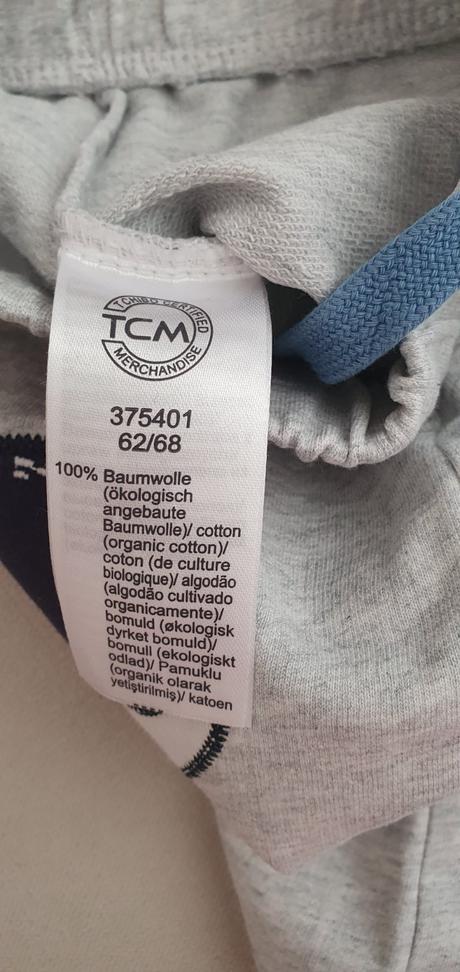 TCHIBO CERTIFIED
TCM
MERCHANDISE
375401
62/68
100% Baumwolle
(ökologisch
angebaute
Baumwolle)/ cotton
(organic cotton)/
coton (de culture
biologique)/ algodão
(algodão cultivado
organicamente)/
bomuld (økologisk
dyrket bomuld)/
bomull (ekologiskt
odlad)/ Pamuklu
(organik olarak
yetiştirilmiş)/ katoen